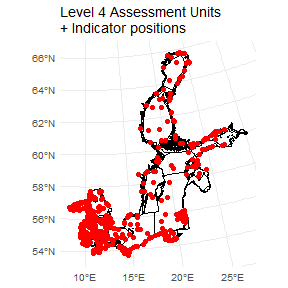 Level 4 Assessment Units
+ Indicator positions
66°N
64°N
62°N
60°N
58°N
56°N
54°N
10°E 15°E 20°E 25°E